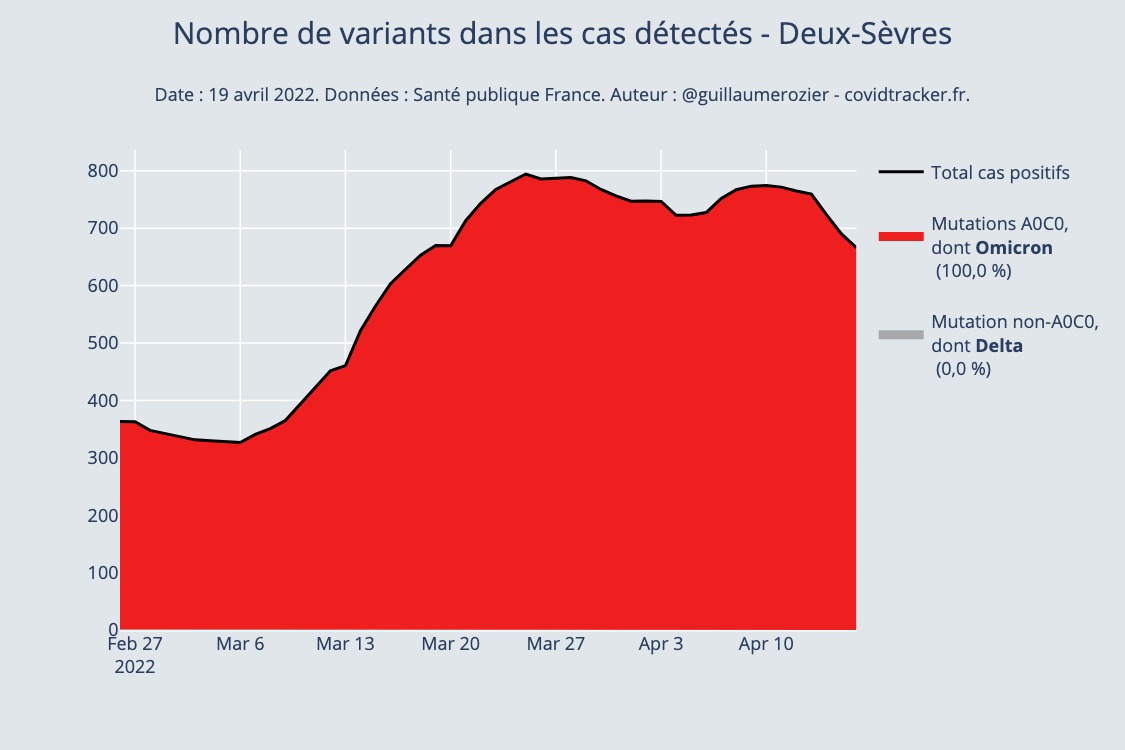 Nombre de variants dans les cas détectés - Deux-Sèvres
Date : 19 avril 2022. Données : Santé publique France. Auteur : @guillaumerozier - covidtracker.fr.
800
700
600
500
400
300
200
100
0
Feb 27
2022
Mar 6
Mar 13
Mar 20
Mar 27
Apr 3
Apr 10
Total cas positifs
Mutations A0C0,
dont Omicron
(100,0 %)
Mutation non-A0C0,
dont Delta
(0,0 %)